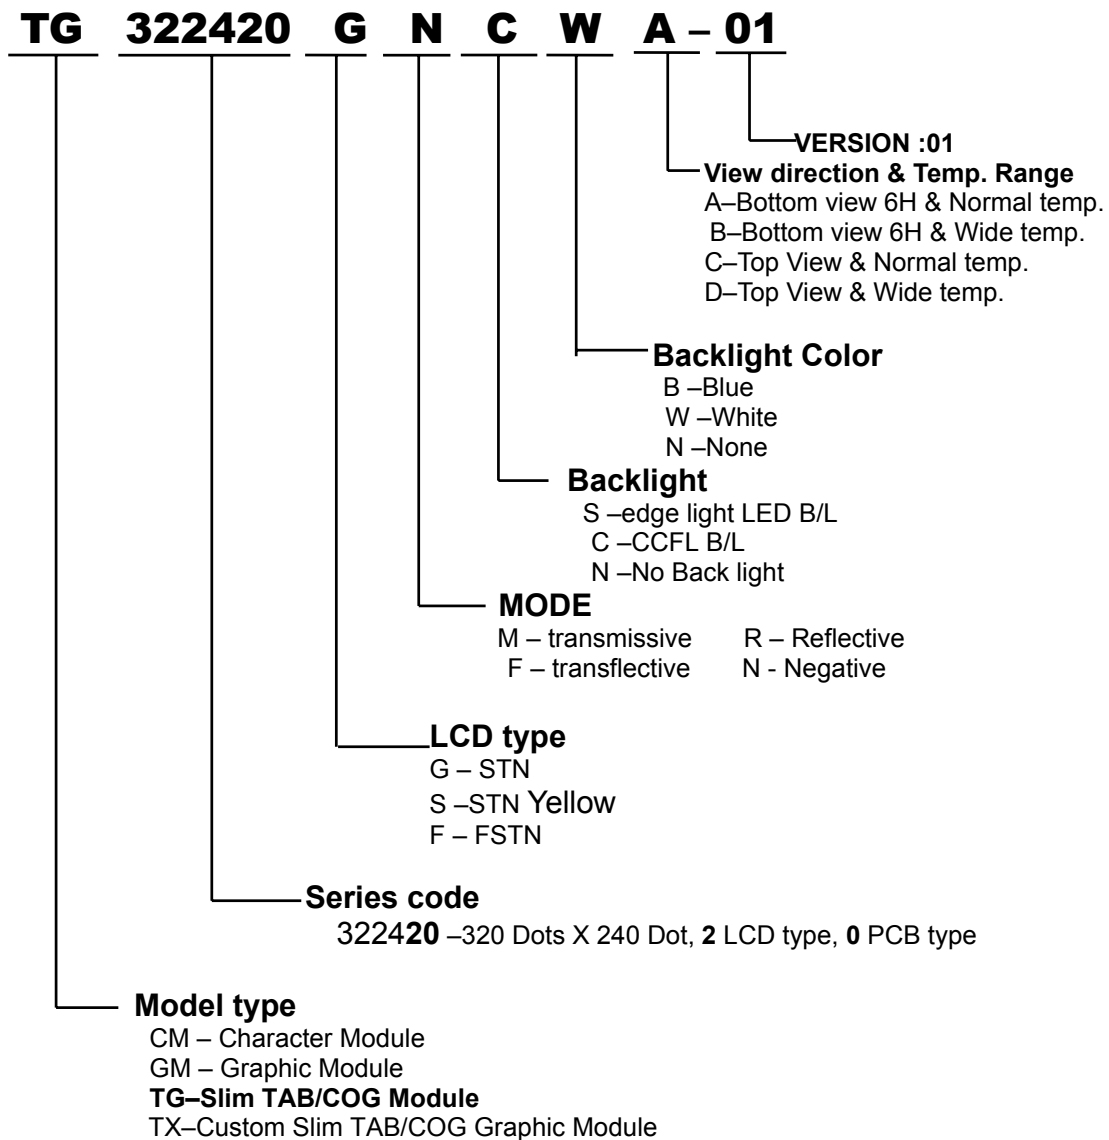 TG 322420 G N C W A – 01
VERSION :01
View direction & Temp. Range
A–Bottom view 6H & Normal temp.
B–Bottom view 6H & Wide temp.
C–Top View & Normal temp.
D–Top View & Wide temp.
Backlight Color
B –Blue
W –White
N –None
Backlight
S –edge light LED B/L
C –CCFL B/L
N –No Back light
MODE
M – transmissive R – Reflective
F – transflective N - Negative
LCD type
G – STN
S –STN Yellow
F – FSTN
Series code
322420 –320 Dots X 240 Dot, 2 LCD type, 0 PCB type
Model type
CM – Character Module
GM – Graphic Module
TG–Slim TAB/COG Module
TX–Custom Slim TAB/COG Graphic Module